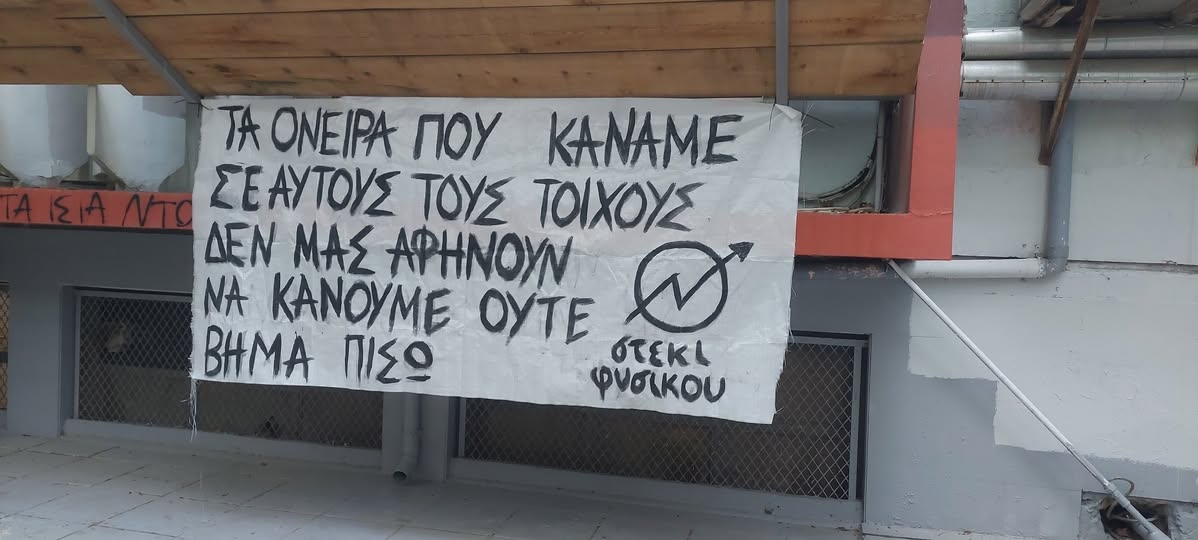 ΤΑ ΟΝΕΙΡΑ ΠΟΥ ΚΑΝΑΜΕ
ΣΕ ΑΥΤΟΥΣ ΤΟΥΣ ΤΟΙΧΟΥΣ
ΔΕΝ ΜΑΣ ΑΦΗΝΟΥΝ
ΝΑ ΚΑΝΟΥΜΕ ΟΥΤΕ
ΒΗΜΑ ΠΙΣΩ
στεκι
φυσικου
ΤΑ ΙΣΙΑ ΝΤΟ